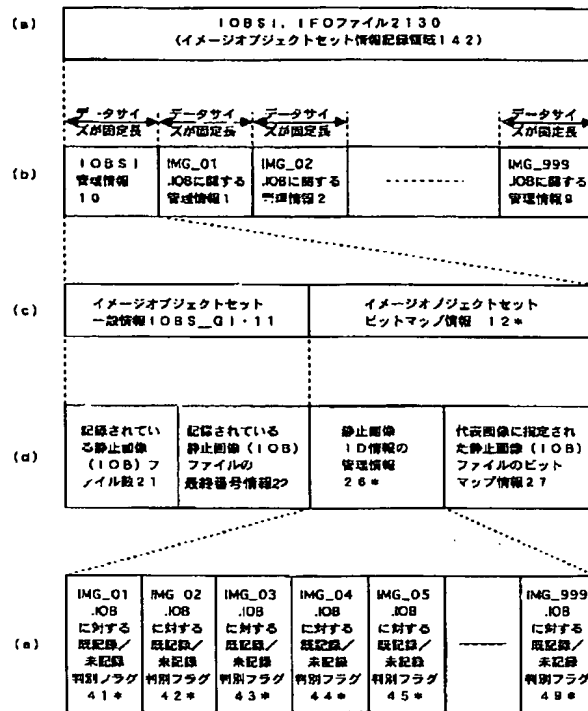 (a)
IOBSI. IFOファイル2130
(イメージオブジェクトセット情報記録領域142)
データサイ
ズが固定長
データサイ
ズが固定長
データサイ
ズが固定長
データサイ
ズが固定長
(b)
IOBSI
管理情報
10
IMG_01
.IOBに関する
管理情報1
IMG_02
.IOBに関する
管理情報2
IMG_999
.IOBに関する
管理情報9
(c)
イメージオブジェクトセット
一般情報IOBS_GI・11
イメージオブジェクトセット
ビットマップ情報 12*
(d)
記録されてい
る静止画像
(IOB)フ
ァイル数21
記録されている
静止画像(IOB)
ファイルの
最終番号情報22
静止画像
ID情報の
管理情報
26*
代表画像に指定され
た静止画像(IOB)
ファイルのビット
マップ情報27
(e)
IMG_01
.IOB
に対する
既記録/
未記録
判別フラグ
41*
IMG_02
.IOB
に対する
既記録/
未記録
判別フラグ
42*
IMG_03
.IOB
に対する
既記録/
未記録
判別フラグ
43*
IMG_04
.IOB
に対する
既記録/
未記録
判別フラグ
44*
IMG_05
.IOB
に対する
既記録/
未記録
判別フラグ
45*
IMG_999
.IOB
に対する
既記録/
未記録
判別フラグ
49*